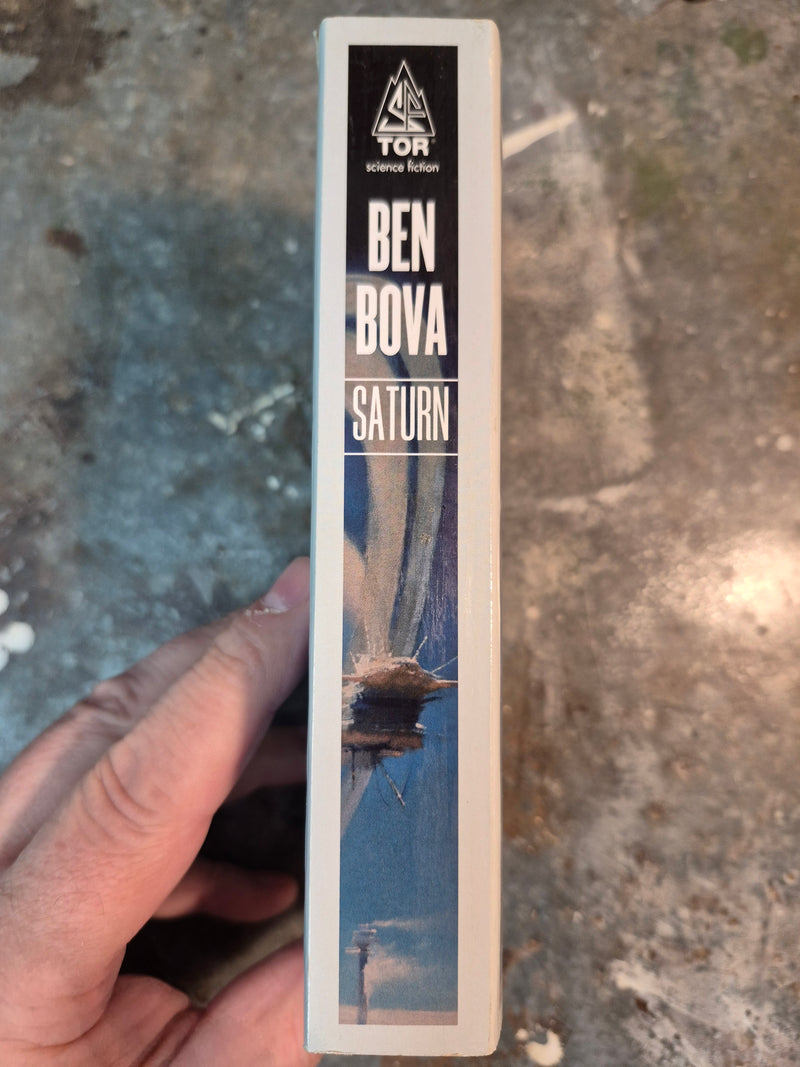 SF
TOR
science fiction
BEN
BOVA
SATURN